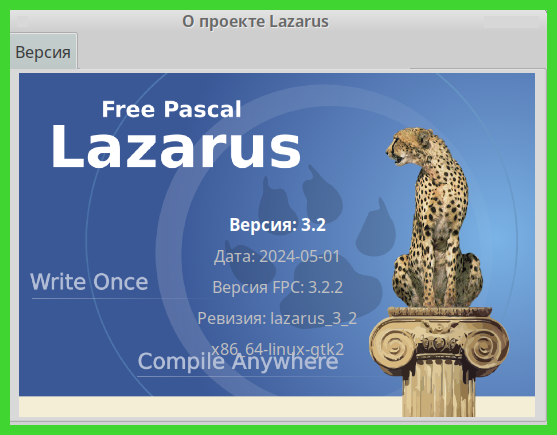 О проекте Lazarus
Версия
Free Pascal
Lazarus
Версия: 3.2
Дата: 2024-05-01
Write Once
Версия FPC: 3.2.2
Ревизия: lazarus_3_2
x86_64-linux-gtk2
Compile Anywhere